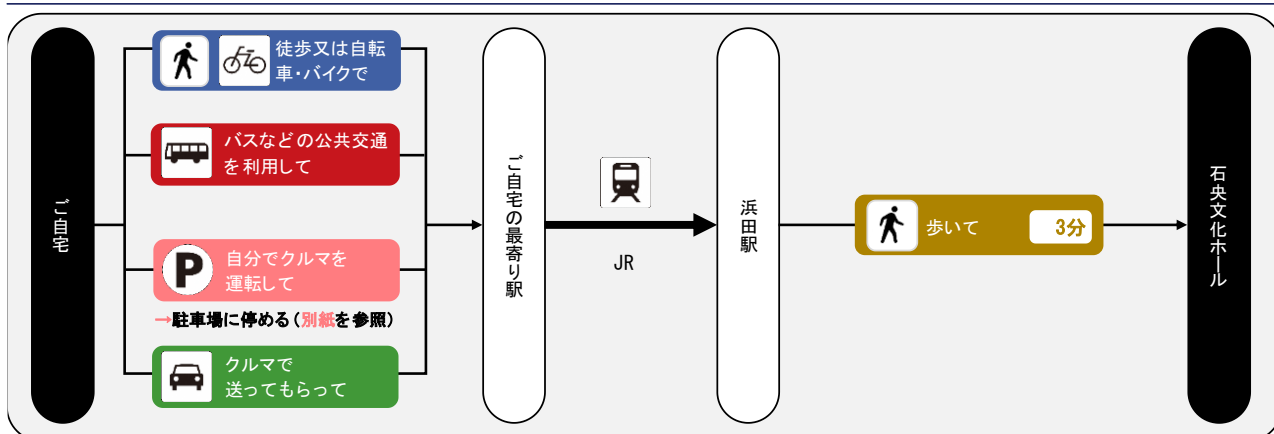 ご自宅
徒歩又は自転
車・バイクで
バスなどの公共交通
を利用して
P
自分でクルマを
運転して
→駐車場に停める(別紙を参照)
クルマで
送ってもらって
ご自宅の最寄り駅
JR
浜田駅
歩いて
3分
石央文化ホール